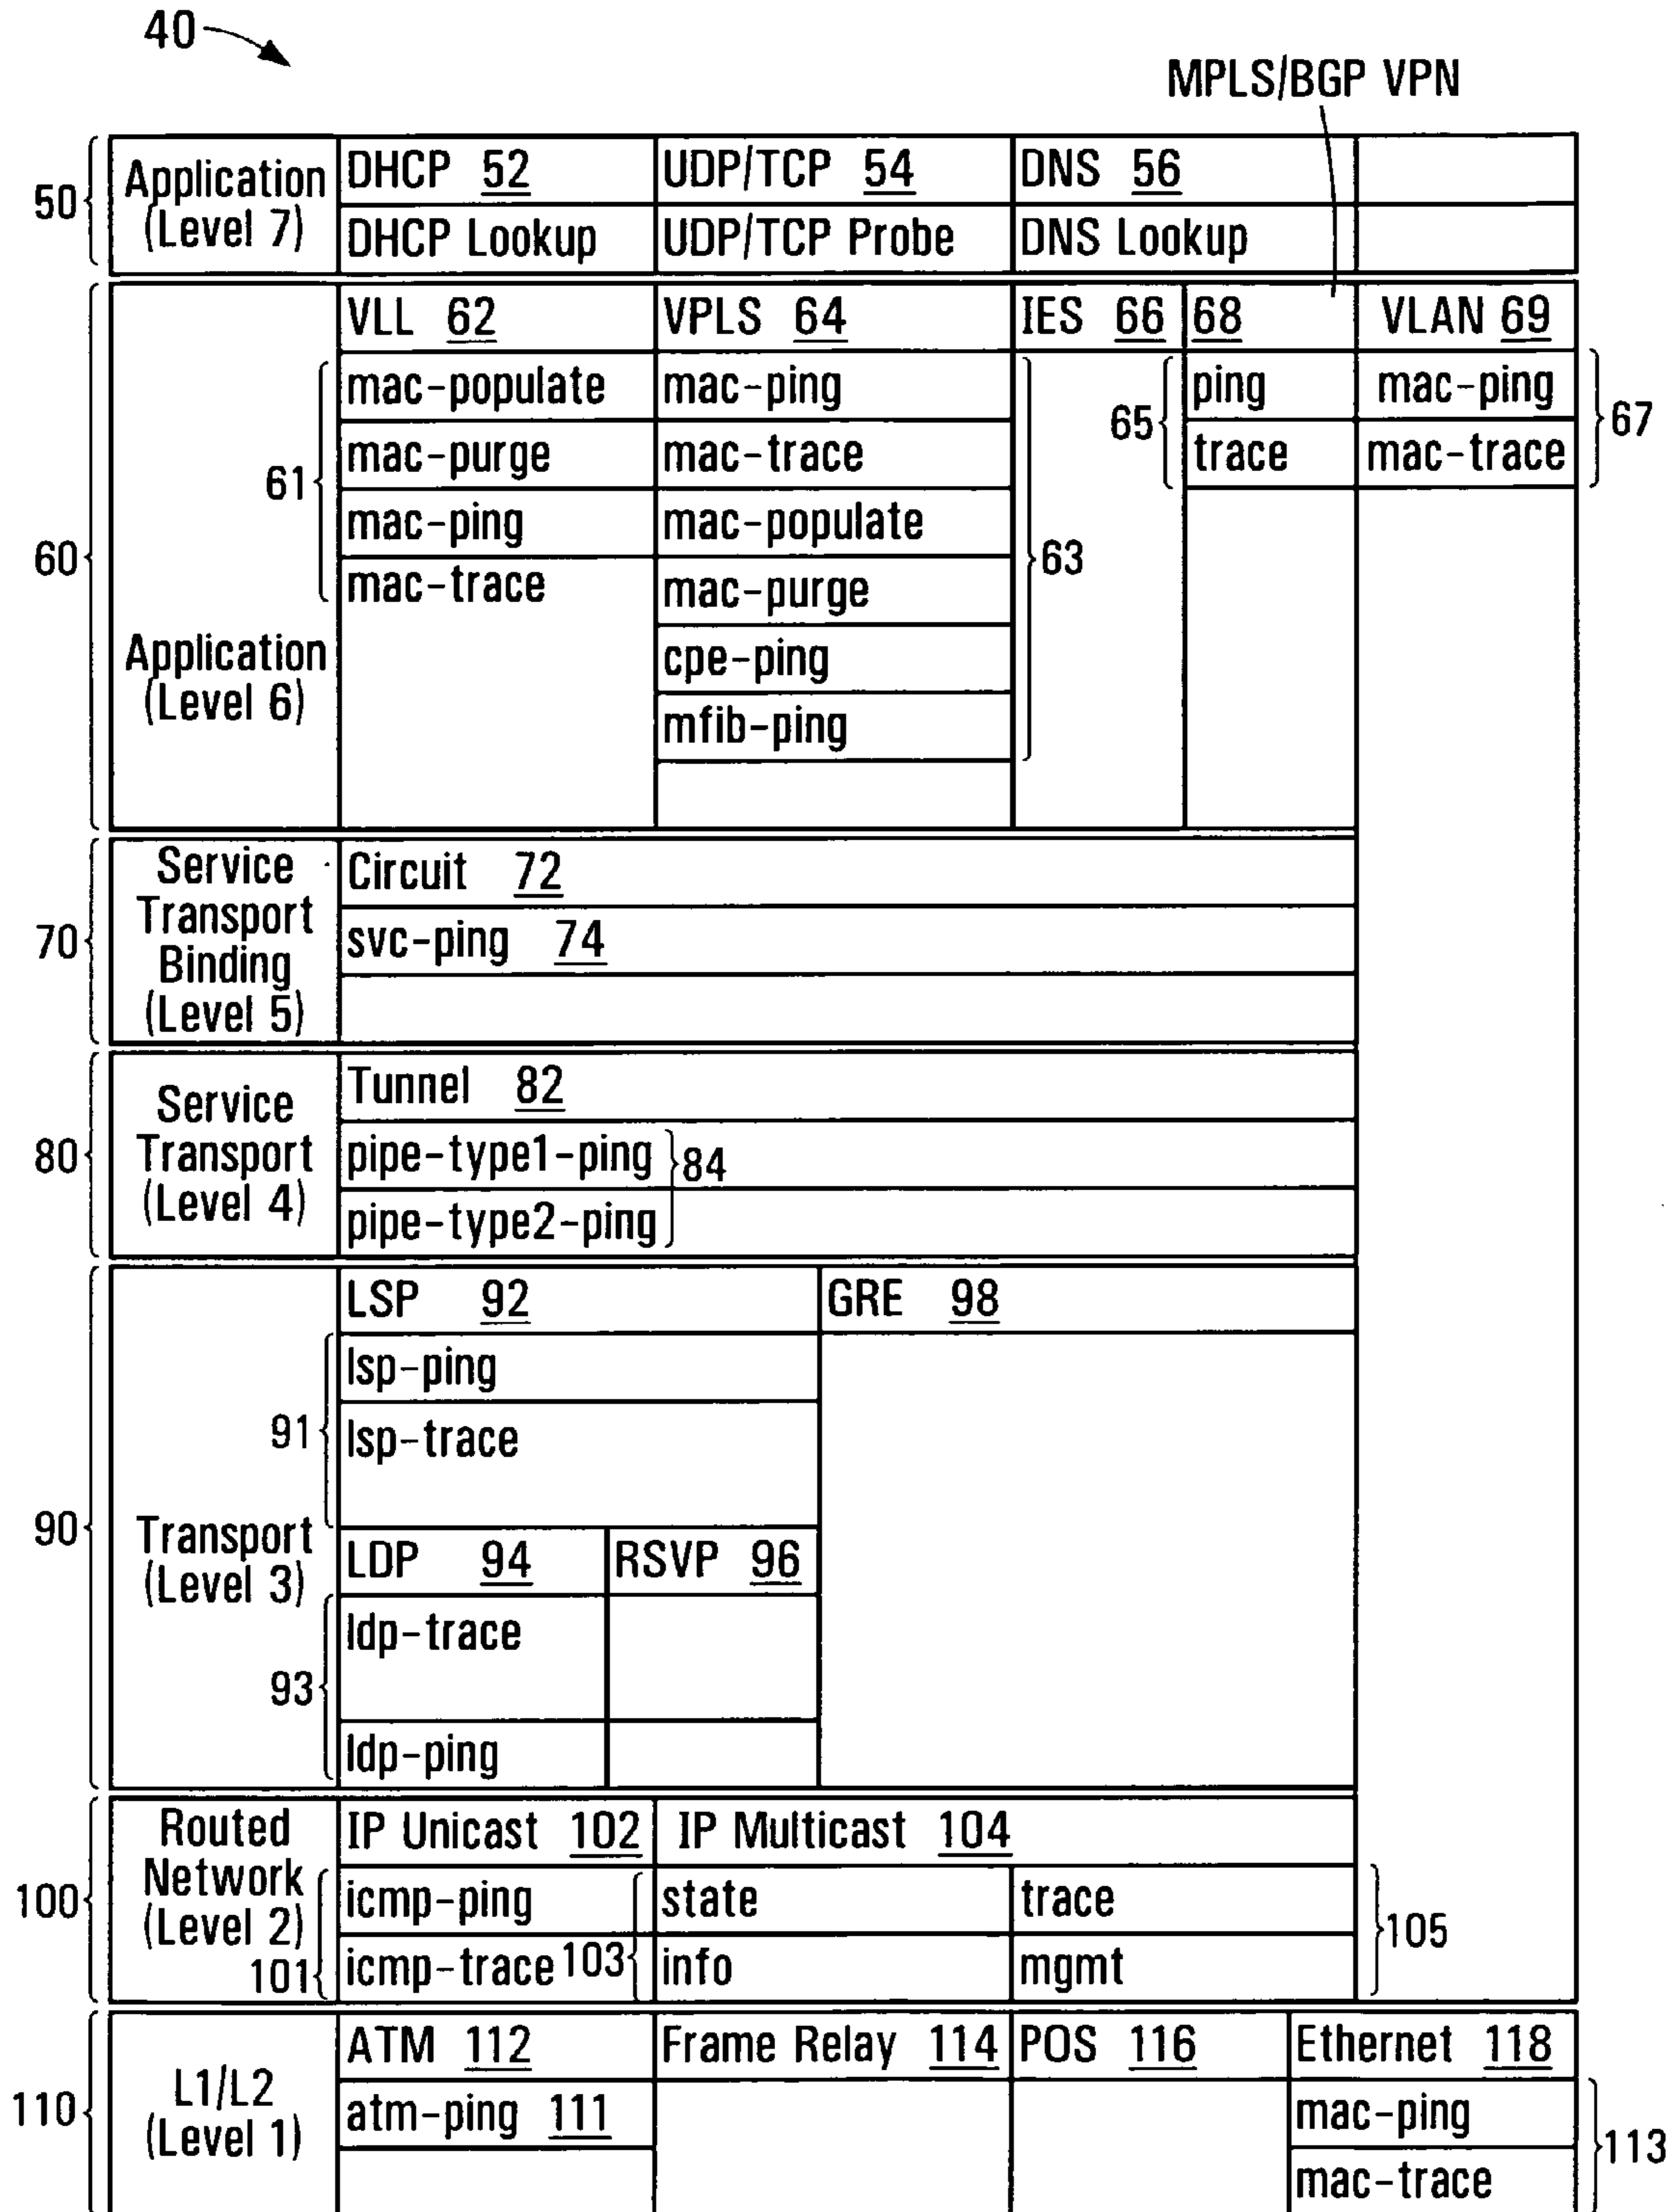 40
MPLS/BGP VPN
50
Application
(Level 7)
DHCP 52
UDP/TCP 54
DNS 56
DHCP Lookup
UDP/TCP Probe
DNS Lookup
60
Application
(Level 6)
VLL 62
VPLS 64
IES 66
68
VLAN 69
61
mac-populate
mac-purge
mac-ping
mac-trace
mac-ping
mac-trace
mac-populate
mac-purge
cpe-ping
mfib-ping
63
65
ping
trace
mac-ping
mac-trace
67
70
Service
Transport
Binding
(Level 5)
Circuit 72
svc-ping 74
80
Service
Transport
(Level 4)
Tunnel 82
pipe-type1-ping
pipe-type2-ping
84
90
Transport
(Level 3)
LSP 92
GRE 98
91
lsp-ping
lsp-trace
LDP 94
RSVP 96
93
ldp-trace
ldp-ping
100
Routed
Network
(Level 2)
IP Unicast 102
IP Multicast 104
101
icmp-ping
icmp-trace
103
state
trace
info
mgmt
105
110
L1/L2
(Level 1)
ATM 112
Frame Relay 114
POS 116
Ethernet 118
atm-ping 111
mac-ping
mac-trace
113